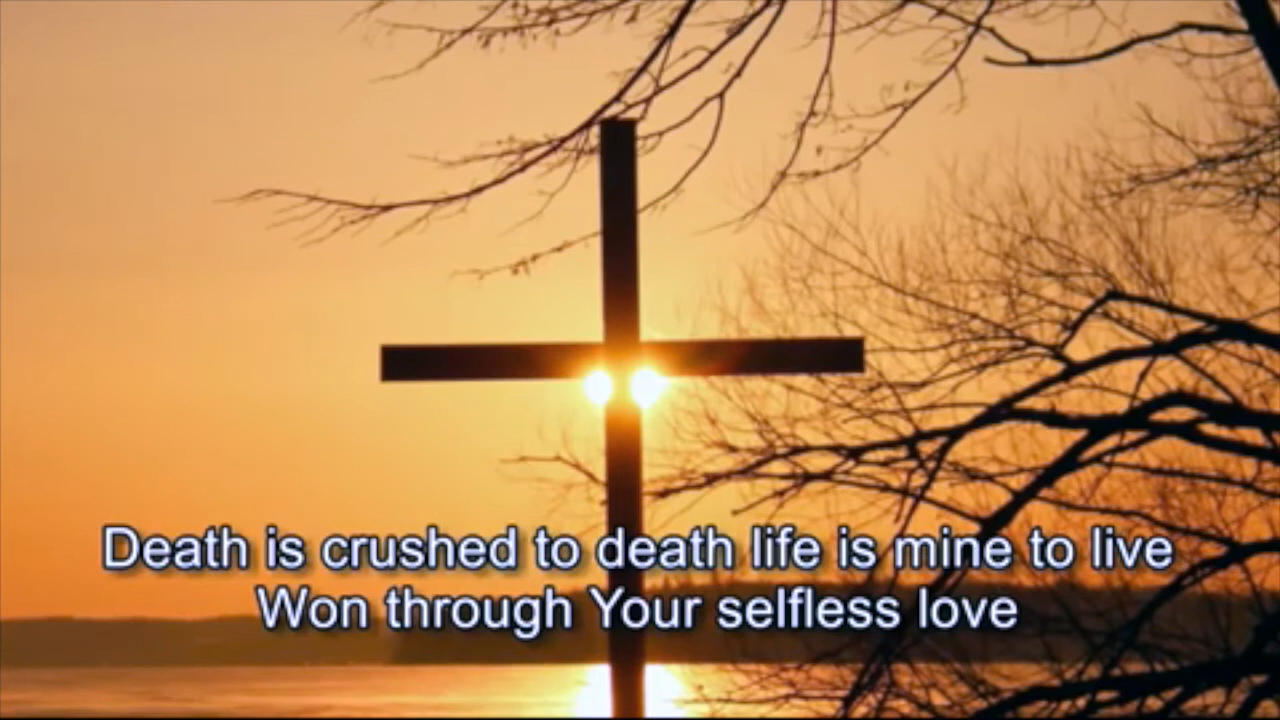 Death is crushed to death life is mine to live
Won through Your selfless love